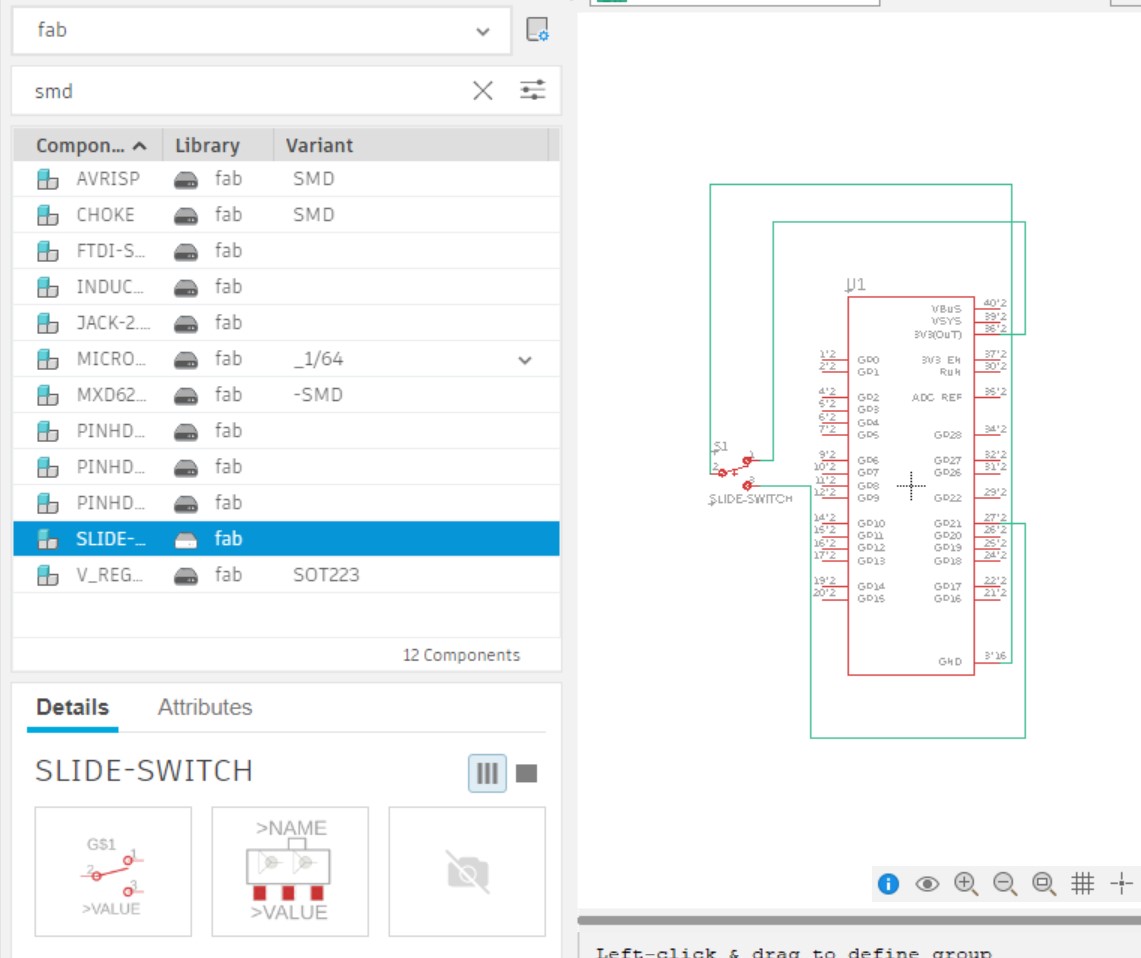 fab
smd
Compon... Library Variant
AVRISP fab SMD
CHOKE fab SMD
FTDI-S... fab
INDUC... fab
JACK-2.... fab
MICRO... fab _1/64
MXD62... fab -SMD
PINHD... fab
PINHD... fab
PINHD... fab
SLIDE-... fab
V_REG... fab SOT223
12 Components
Details Attributes
SLIDE-SWITCH
G$1
1
2
3
>VALUE
>NAME
>VALUE
U1
VBUS 40'2
VSYS 39'2
3V3(OUT) 36'2
1'2 GP0 3V3 EN 37'2
2'2 GP1 RUN 30'2
4'2 GP2 ADC REF 35'2
5'2 GP3
6'2 GP4
7'2 GP5 GP28 34'2
S1
1
2
3
SLIDE-SWITCH
9'2 GP6 GP27 32'2
10'2 GP7 GP26 31'2
11'2 GP8
12'2 GP9 GP22 29'2
14'2 GP10 GP21 27'2
15'2 GP11 GP20 26'2
16'2 GP12 GP19 25'2
17'2 GP13 GP18 24'2
19'2 GP14 GP17 22'2
20'2 GP15 GP16 21'2
GND 3'16
Left-click & drag to define group